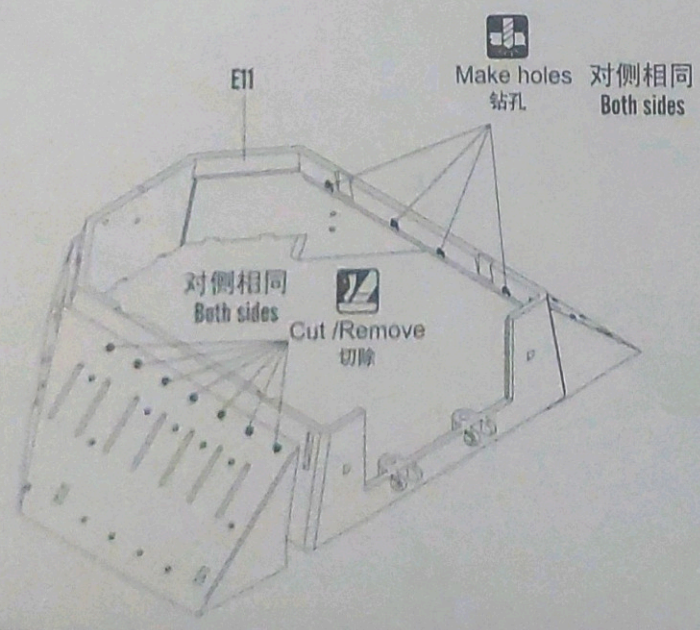 Make holes
钻孔
对侧相同
Both sides
E11
对侧相同
Both sides
Cut /Remove
切除